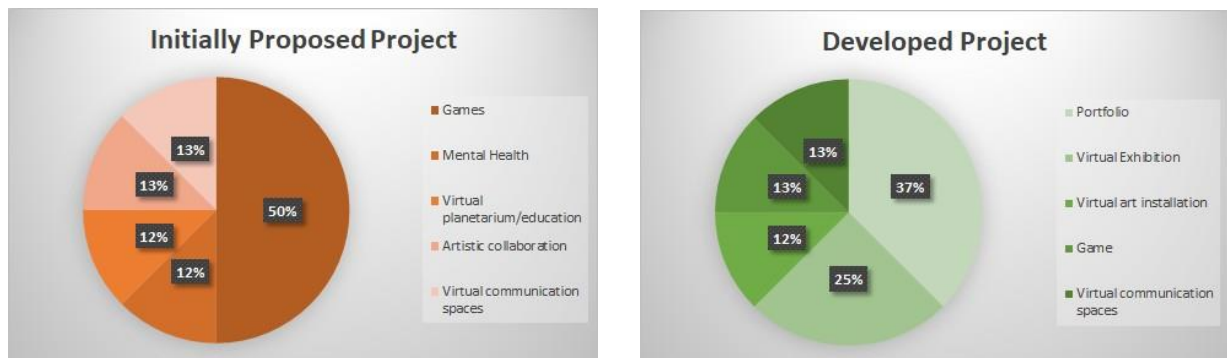 Initially Proposed Project
13%
13%
50%
12%
12%
Games
Mental Health
Virtual
planetarium/education
Artistic collaboration
Virtual communication
spaces
Developed Project
13%
37%
13%
12%
25%
Portfolio
Virtual Exhibition
Virtual art installation
Game
Virtual communication
spaces